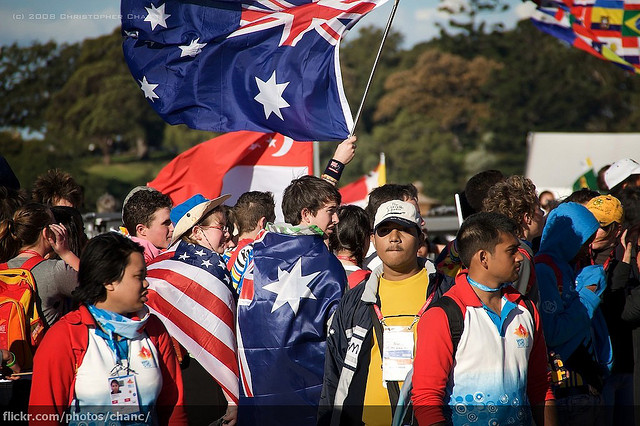 (c) 2008 Christopher Chan
flickr.com/photos/chanc/